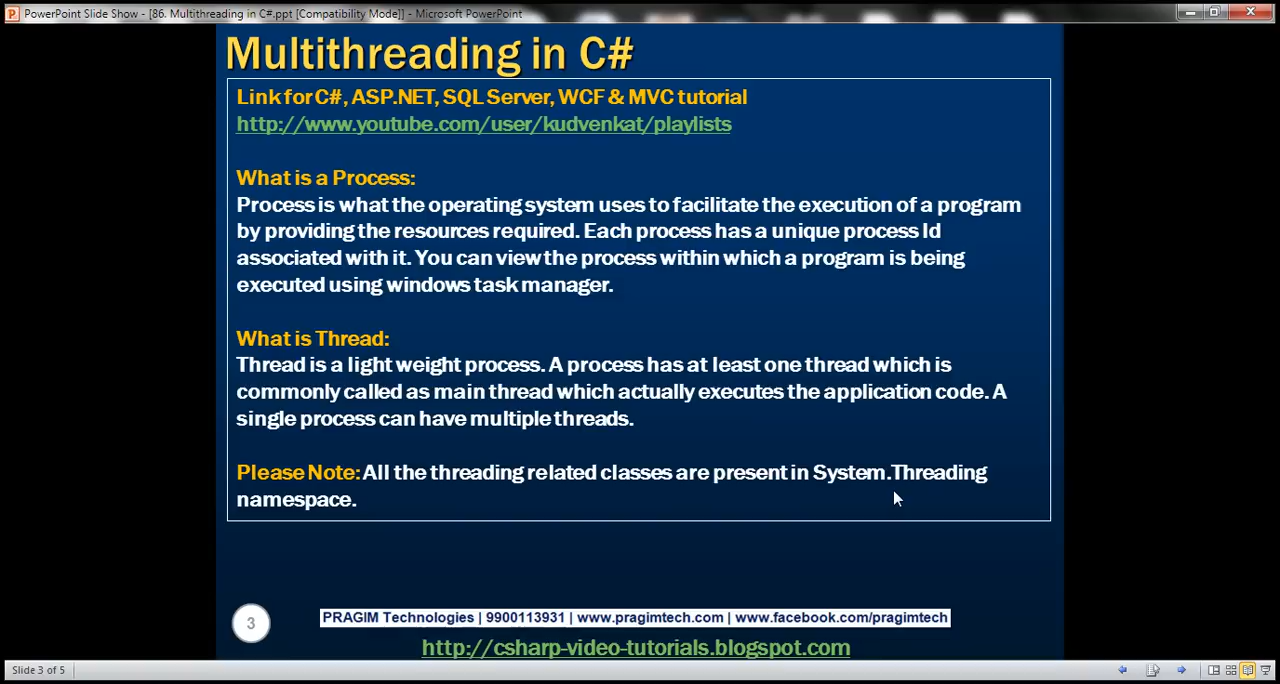 PowerPoint Slide Show - [86. Multithreading in C#.ppt [Compatibility Mode]] - Microsoft PowerPoint
Multithreading in C#
Link for C#, ASP.NET, SQL Server, WCF & MVC tutorial
http://www.youtube.com/user/kudvenkat/playlists
What is a Process:
Process is what the operating system uses to facilitate the execution of a program
by providing the resources required. Each process has a unique process Id
associated with it. You can view the process within which a program is being
executed using windows task manager.
What is Thread:
Thread is a light weight process. A process has at least one thread which is
commonly called as main thread which actually executes the application code. A
single process can have multiple threads.
Please Note: All the threading related classes are present in System.Threading
namespace.
3
PRAGIM Technologies | 9900113931 | www.pragimtech.com | www.facebook.com/pragimtech
http://csharp-video-tutorials.blogspot.com
Slide 3 of 5